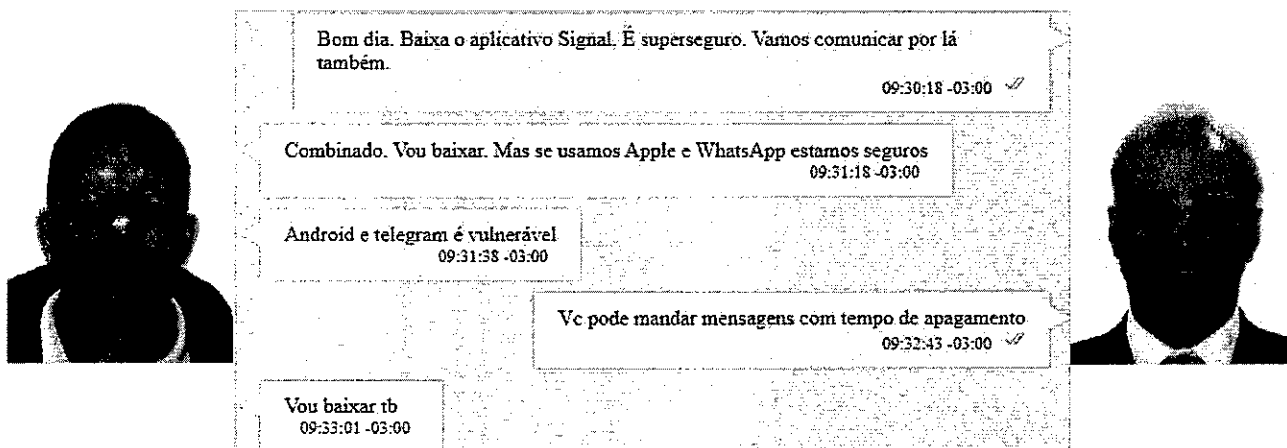 Bom dia. Baixa o aplicativo Signal. É superseguro. Vamos comunicar por lá
também.
09:30:18 -03:00
Combinado. Vou baixar. Mas se usamos Apple e WhatsApp estamos seguros
09:31:18 -03:00
Android e telegram é vulnerável
09:31:38 -03:00
Vc pode mandar mensagens com tempo de apagamento
09:32:43 -03:00
Vou baixar tb
09:33:01 -03:00